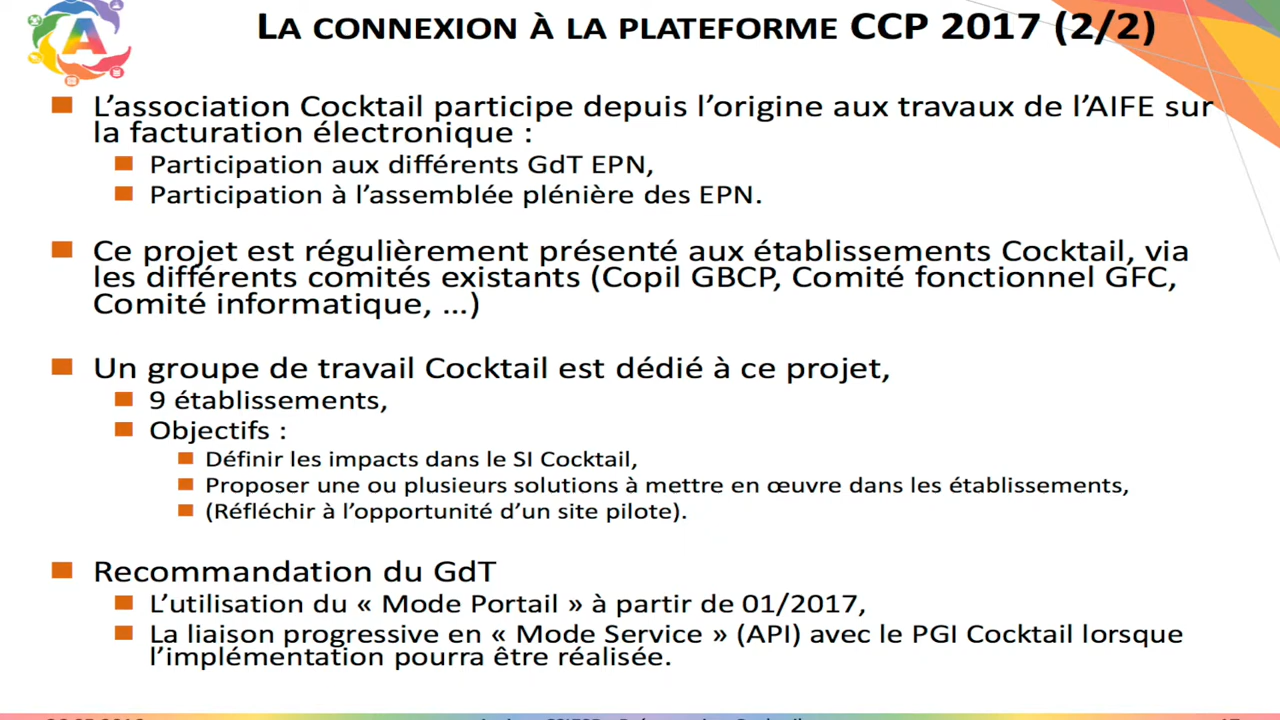 A
LA CONNEXION À LA PLATEFORME CCP 2017 (2/2)
L’association Cocktail participe depuis l’origine aux travaux de l’AIFE sur
la facturation électronique :
Participation aux différents GdT EPN,
Participation à l’assemblée plénière des EPN.
Ce projet est régulièrement présenté aux établissements Cocktail, via
les différents comités existants (Copil GBCP, Comité fonctionnel GFC,
Comité informatique, ...)
Un groupe de travail Cocktail est dédié à ce projet,
9 établissements,
Objectifs :
Définir les impacts dans le SI Cocktail,
Proposer une ou plusieurs solutions à mettre en œuvre dans les établissements,
(Réfléchir à l’opportunité d’un site pilote).
Recommandation du GdT
L’utilisation du « Mode Portail » à partir de 01/2017,
La liaison progressive en « Mode Service » (API) avec le PGI Cocktail lorsque
l’implémentation pourra être réalisée.